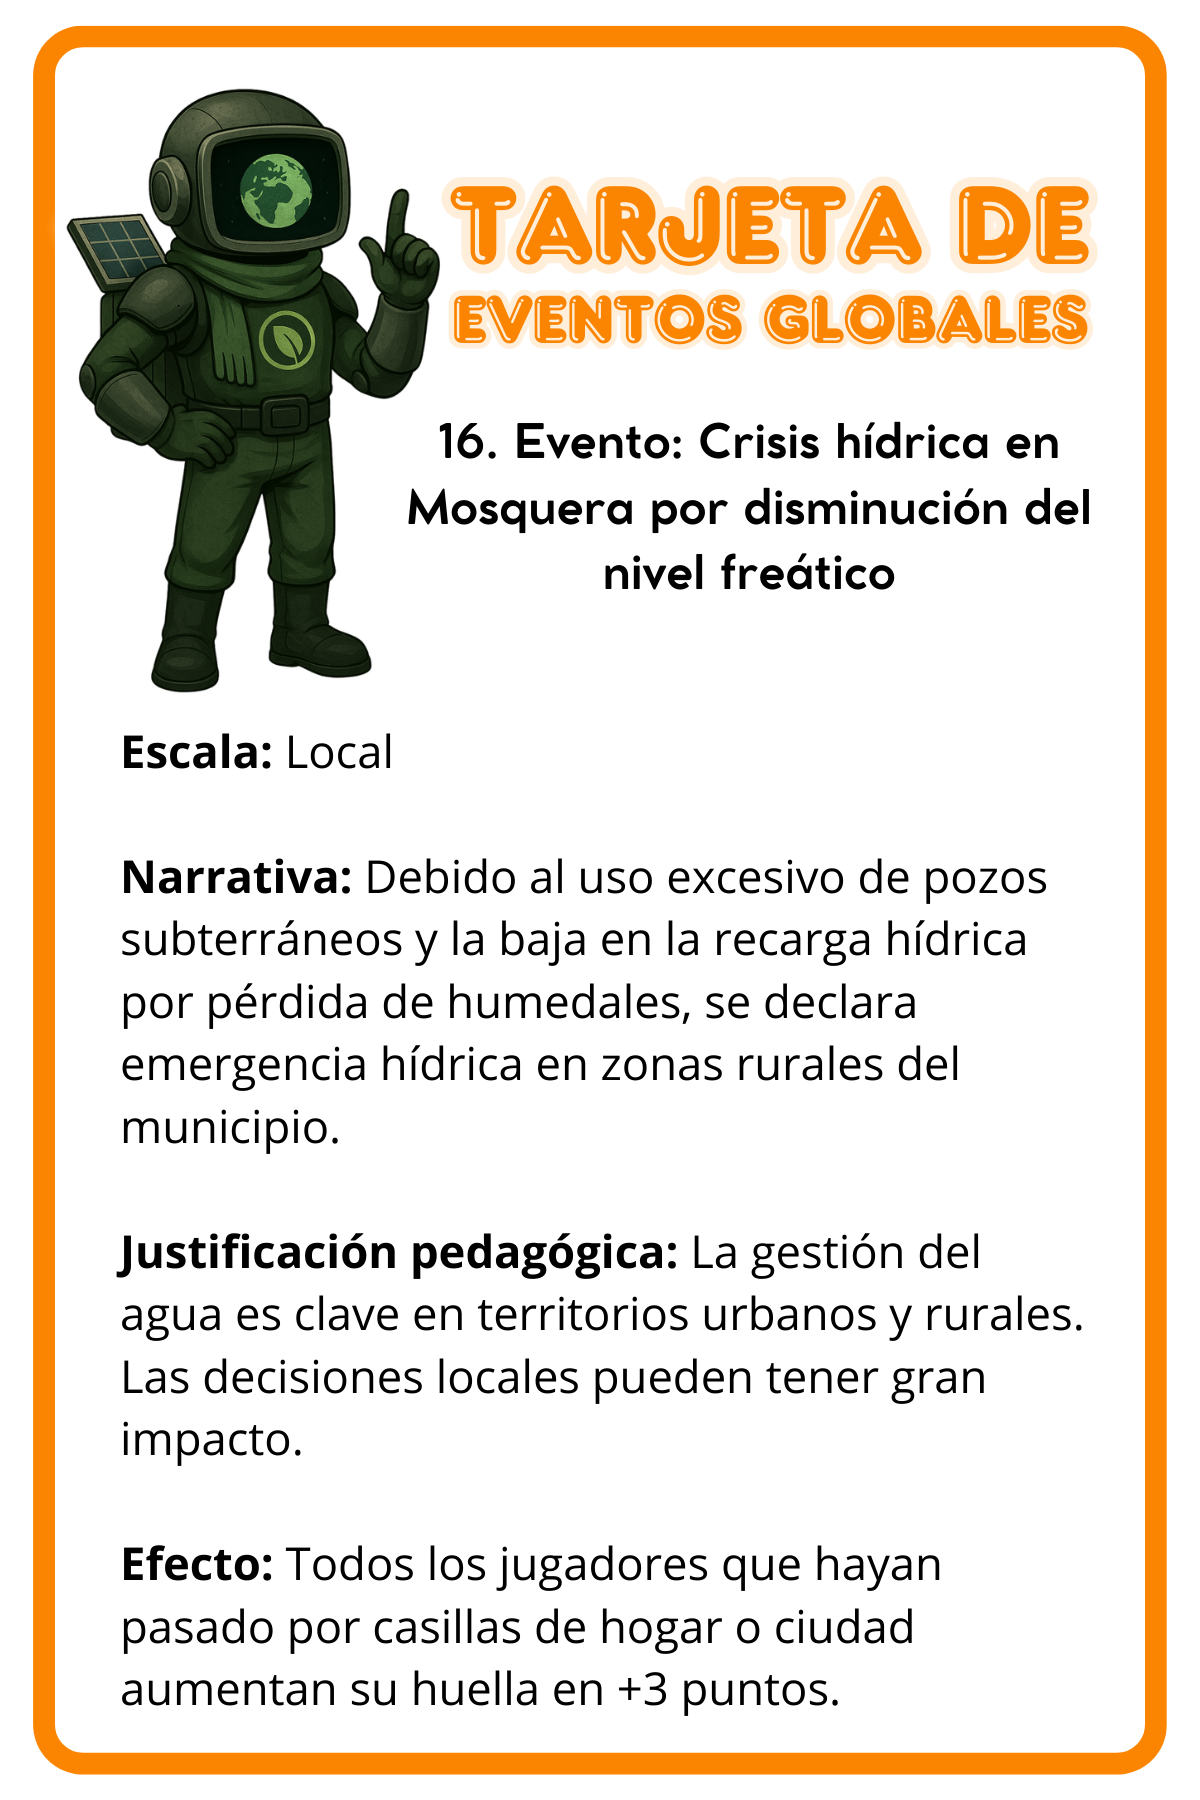 TARJETA DE
EVENTOS GLOBALES
16. Evento: Crisis hídrica en
Mosquera por disminución del
nivel freático
Escala: Local
Narrativa: Debido al uso excesivo de pozos
subterráneos y la baja en la recarga hídrica
por pérdida de humedales, se declara
emergencia hídrica en zonas rurales del
municipio.
Justificación pedagógica: La gestión del
agua es clave en territorios urbanos y rurales.
Las decisiones locales pueden tener gran
impacto.
Efecto: Todos los jugadores que hayan
pasado por casillas de hogar o ciudad
aumentan su huella en +3 puntos.